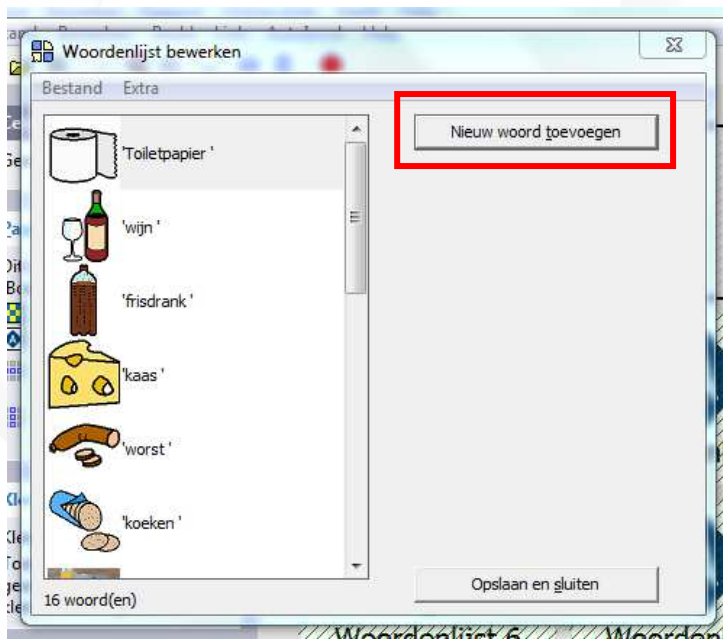 Woordenlijst bewerken
Bestand Extra
Nieuw woord toevoegen
'Toiletpapier '
'wijn '
'frisdrank '
'kaas '
'worst '
'koeken '
16 woord(en)
Opslaan en sluiten
Woordenlijst 6